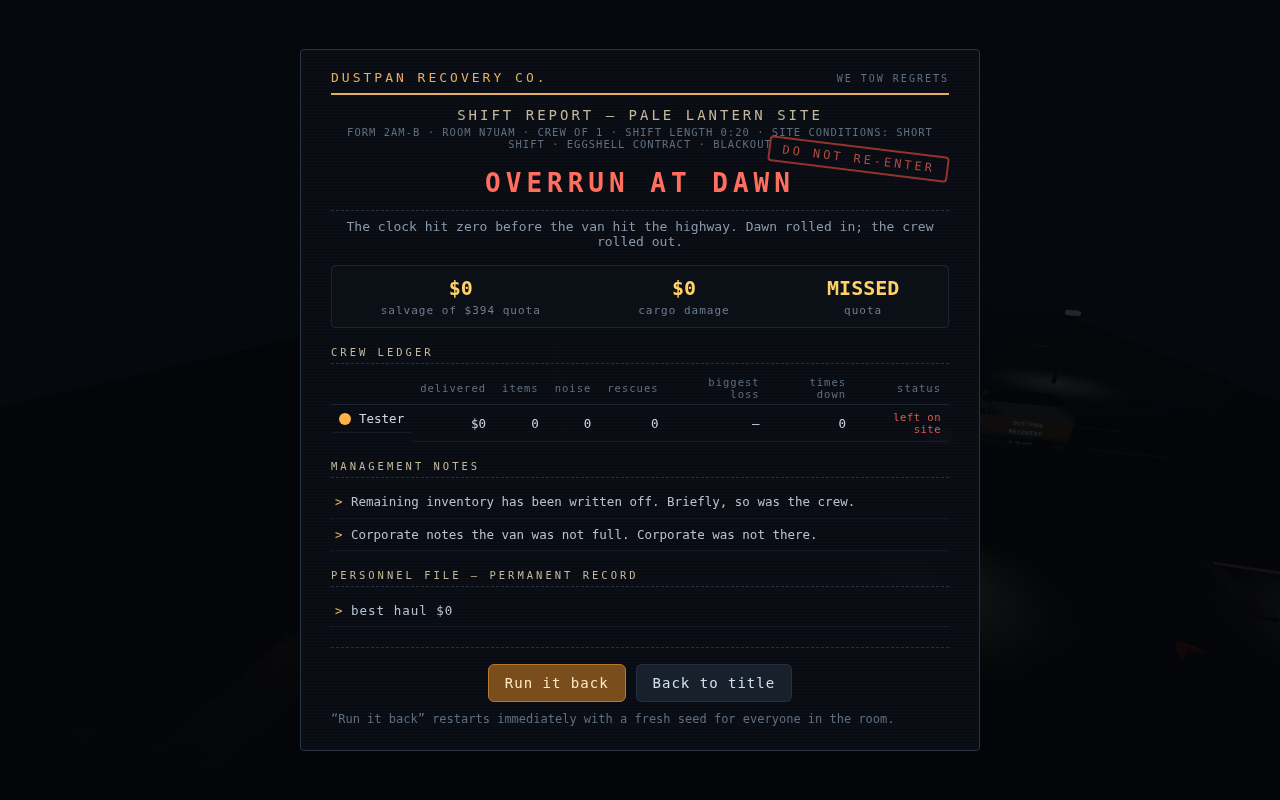 DUSTPAN RECOVERY CO.
WE TOW REGRETS
SHIFT REPORT — PALE LANTERN SITE
FORM 2AM-B · ROOM N7UAM · CREW OF 1 · SHIFT LENGTH 0:20 · SITE CONDITIONS: SHORT
SHIFT · EGGSHELL CONTRACT · BLACKOUT
DO NOT RE-ENTER
OVERRUN AT DAWN
The clock hit zero before the van hit the highway. Dawn rolled in; the crew
rolled out.
$0 $0 MISSED
salvage of $394 quota cargo damage quota
CREW LEDGER
delivered items noise rescues biggest loss times down status
Tester $0 0 0 0 — 0 left on site
MANAGEMENT NOTES
> Remaining inventory has been written off. Briefly, so was the crew.
> Corporate notes the van was not full. Corporate was not there.
PERSONNEL FILE — PERMANENT RECORD
> best haul $0
Run it back
Back to title
“Run it back” restarts immediately with a fresh seed for everyone in the room.
DUSTPAN
RECOVERY